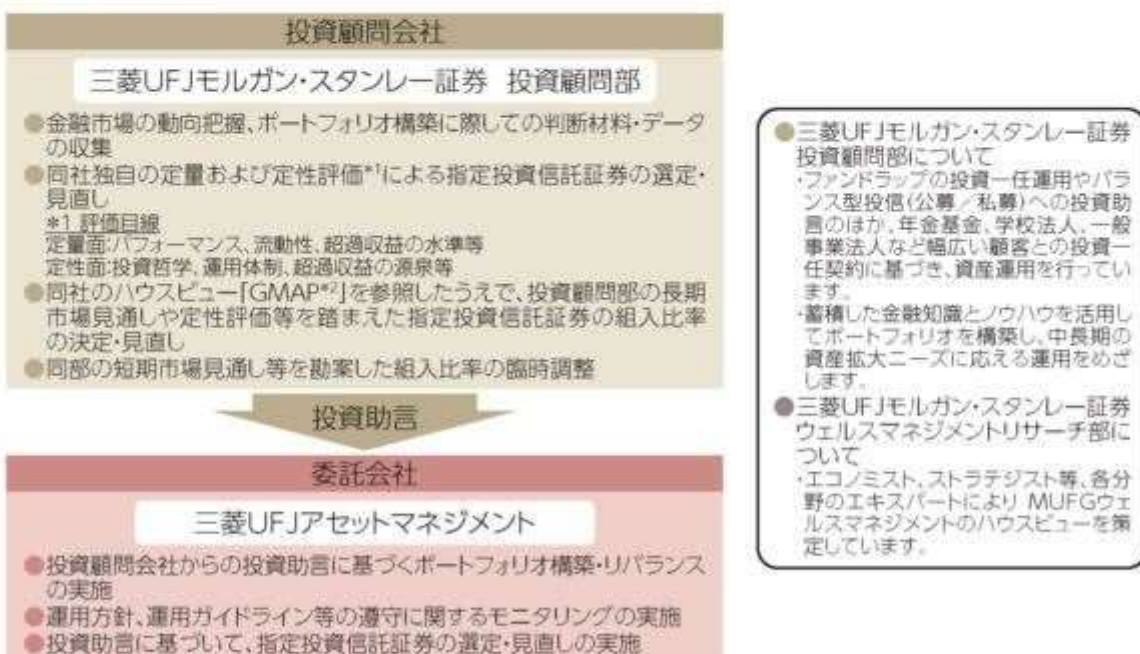 投資顧問会社
三菱UFJモルガン・スタンレー証券 投資顧問部
●金融市場の動向把握、ポートフォリオ構築に際しての判断材料・データ
の収集
●同社独自の定量および定性評価*1による指定投資信託証券の選定・
見直し
*1 評価目線
定量面:パフォーマンス、流動性、超過収益の水準等
定性面:投資哲学、運用体制、超過収益の源泉等
●同社のハウスビュー「GMAP*2」を参照したうえで、投資顧問部の長期
市場見通しや定性評価等を踏まえた指定投資信託証券の組入比率
の決定・見直し
●同部の短期市場見通し等を勘案した組入比率の臨時調整
投資助言
委託会社
三菱UFJアセットマネジメント
●投資顧問会社からの投資助言に基づくポートフォリオ構築・リバランス
の実施
●運用方針、運用ガイドライン等の遵守に関するモニタリングの実施
●投資助言に基づいて、指定投資信託証券の選定・見直しの実施
●三菱UFJモルガン・スタンレー証券
投資顧問部について
・ファンドラップの投資一任運用やバラ
ンス型投信(公募/私募)への投資助
言のほか、年金基金、学校法人、一般
事業法人など幅広い顧客との投資一
任契約に基づき、資産運用を行ってい
ます。
・蓄積した金融知識とノウハウを活用し
てポートフォリオを構築し、中長期の
資産拡大ニーズに応える運用をめざ
します。
●三菱UFJモルガン・スタンレー証券
ウェルスマネジメントリサーチ部に
ついて
・エコノミスト、ストラテジスト等、各分
野のエキスパートにより MUFGウェ
ルスマネジメントのハウスビューを策
定しています。